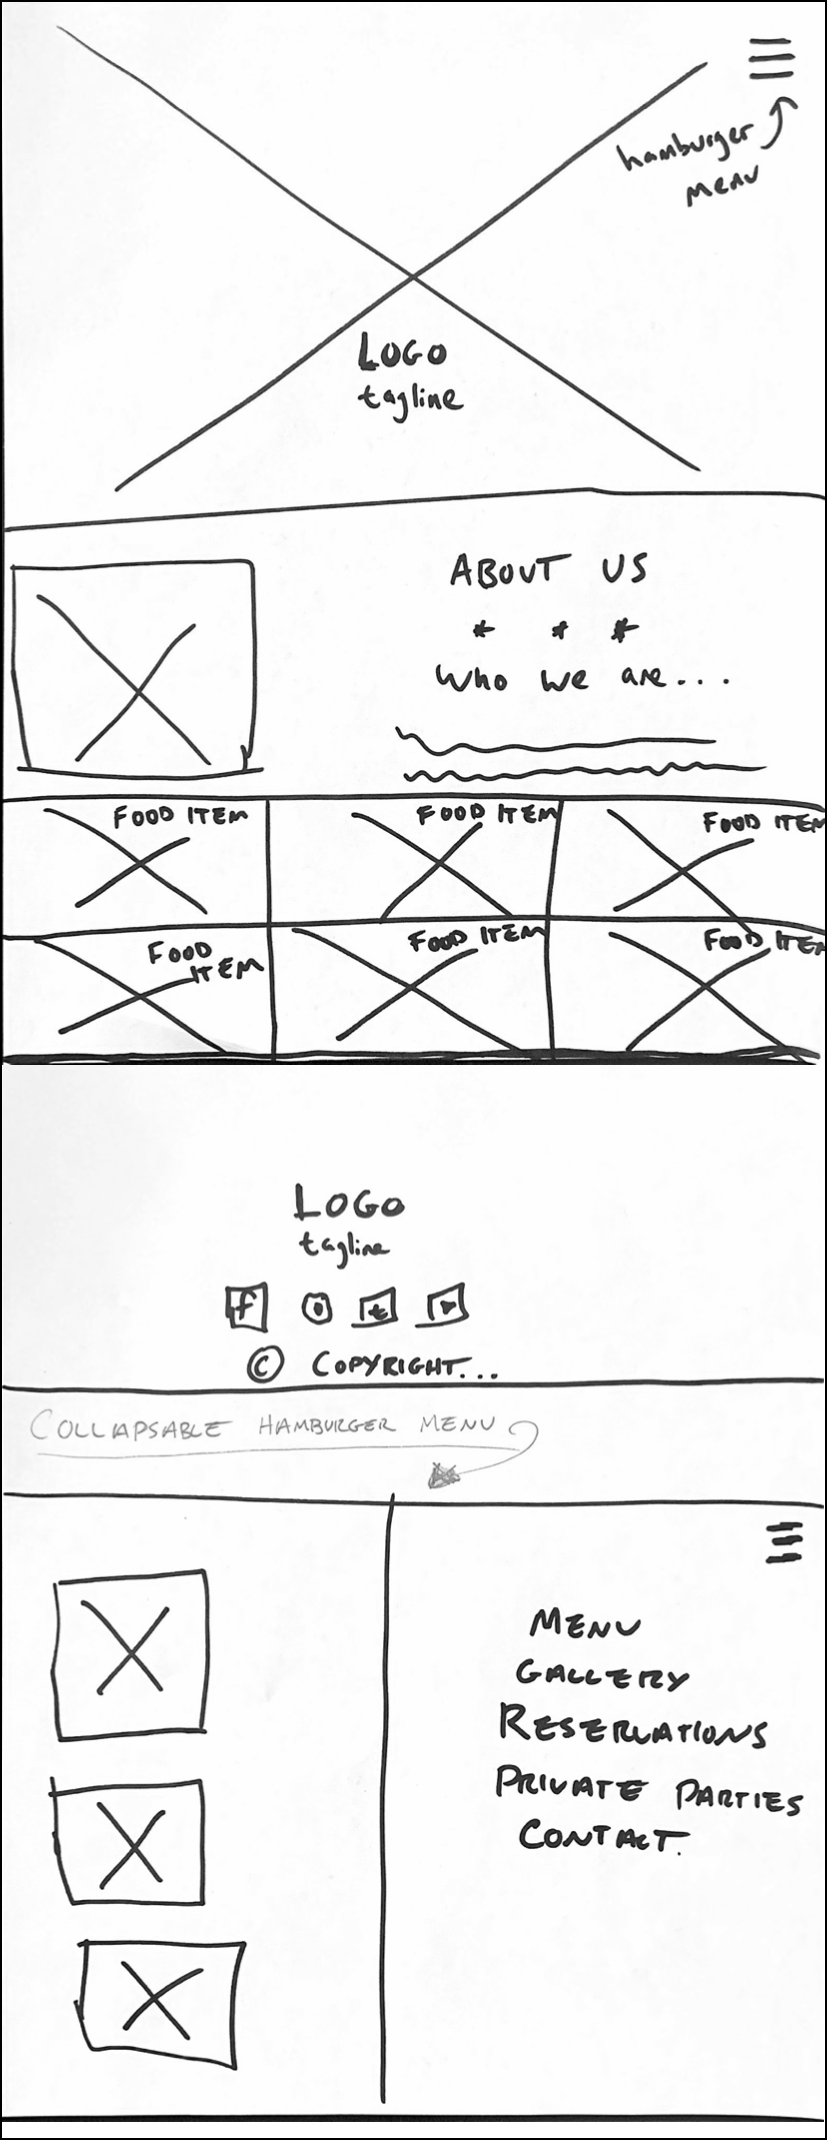 hamburger
menu
LOGO
tagline
ABOUT US
* * *
Who we are...
FOOD ITEM
FOOD ITEM
FOOD ITEM
FOOD
ITEM
FOOD ITEM
FOOD ITEM
LOGO
tagline
f
t
© COPYRIGHT...
COLLAPSABLE HAMBURGER MENU
MENU
GALLERY
RESERVATIONS
PRIVATE PARTIES
CONTACT.